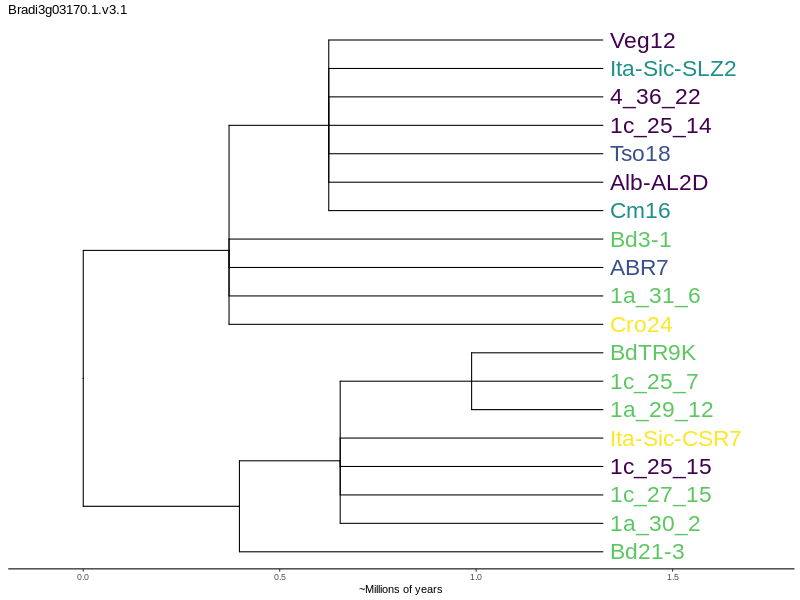 Bradi3g03170.1.v3.1
Veg12
Ita-Sic-SLZ2
4_36_22
1c_25_14
Tso18
Alb-AL2D
Cm16
Bd3-1
ABR7
1a_31_6
Cro24
BdTR9K
1c_25_7
1a_29_12
Ita-Sic-CSR7
1c_25_15
1c_27_15
1a_30_2
Bd21-3
0.0 0.5 1.0 1.5
~Millions of years